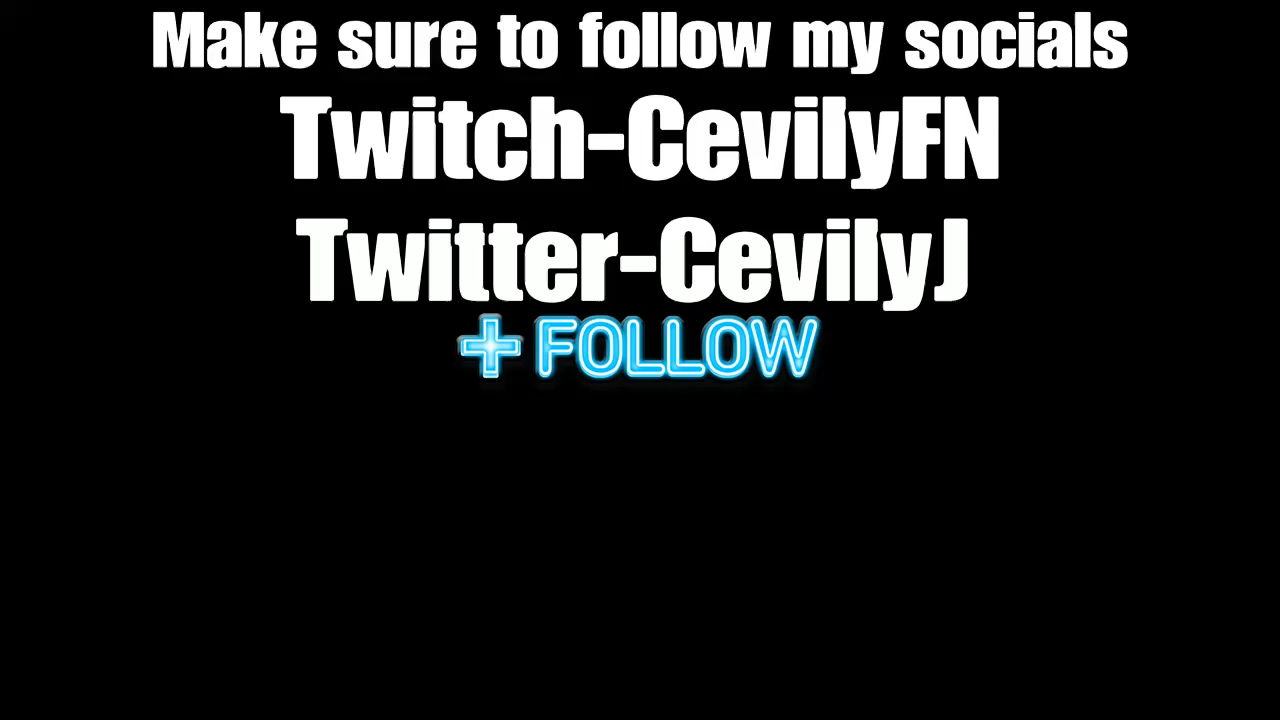 Make sure to follow my socials
Twitch-CevilyFN
Twitter-CevilyJ
+ FOLLOW